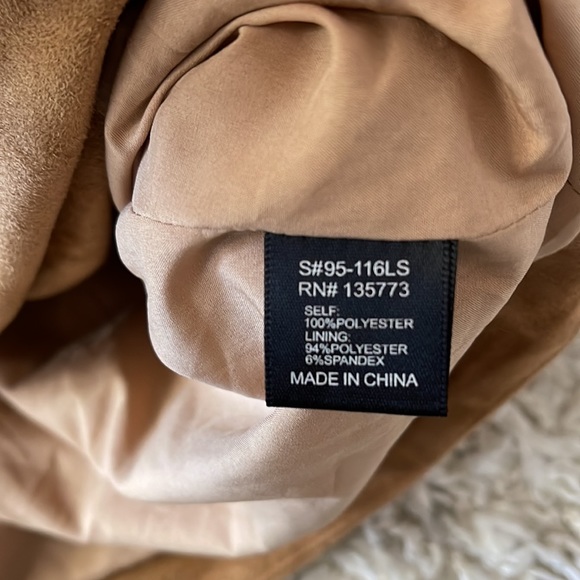 S#95-116LS
RN# 135773
SELF:
100%POLYESTER
LINING:
94%POLYESTER
6%SPANDEX
MADE IN CHINA